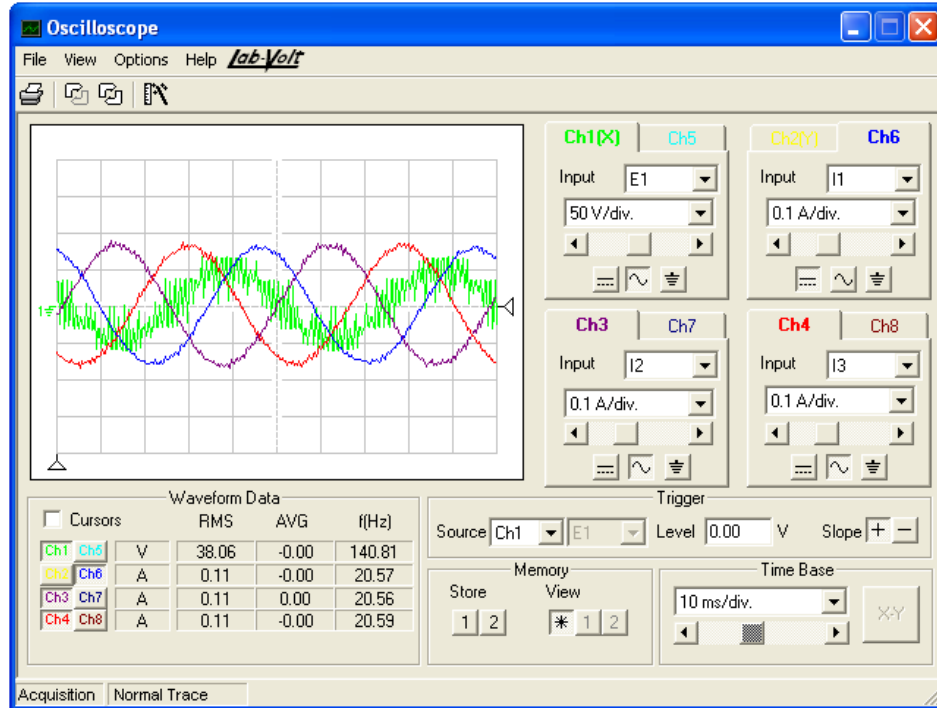 Oscilloscope
File View Options Help Lab-Volt
Ch1(X) Ch5
Input E1
50 V/div.
Ch2(Y) Ch6
Input I1
0.1 A/div.
Ch3 Ch7
Input I2
0.1 A/div.
Ch4 Ch8
Input I3
0.1 A/div.
1
Waveform Data
Cursors RMS AVG f(Hz)
Ch1 Ch5 V 38.06 -0.00 140.81
Ch2 Ch6 A 0.11 -0.00 20.57
Ch3 Ch7 A 0.11 0.00 20.56
Ch4 Ch8 A 0.11 -0.00 20.59
Trigger
Source Ch1 E1 Level 0.00 V Slope + −
Memory
Store View
1 2 * 1 2
Time Base
10 ms/div.
X-Y
Acquisition Normal Trace